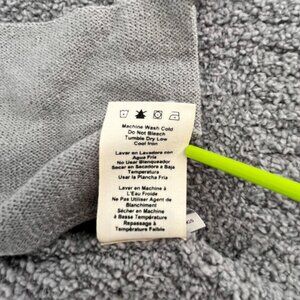 Machine Wash Cold
Do Not Bleach
Tumble Dry Low
Cool Iron
Lavar en Lavadora con
Agua Fria
No Usar Blanqueador
Secar en Secadora a Baja
Temperatura
Usar la Plancha Fria
Laver en Machine à
L'Eau Froide
Ne Pas Utiliser Agent de
Blanchiment
Sécher en Machine
à Basse Température
Repassage à
Température Faible